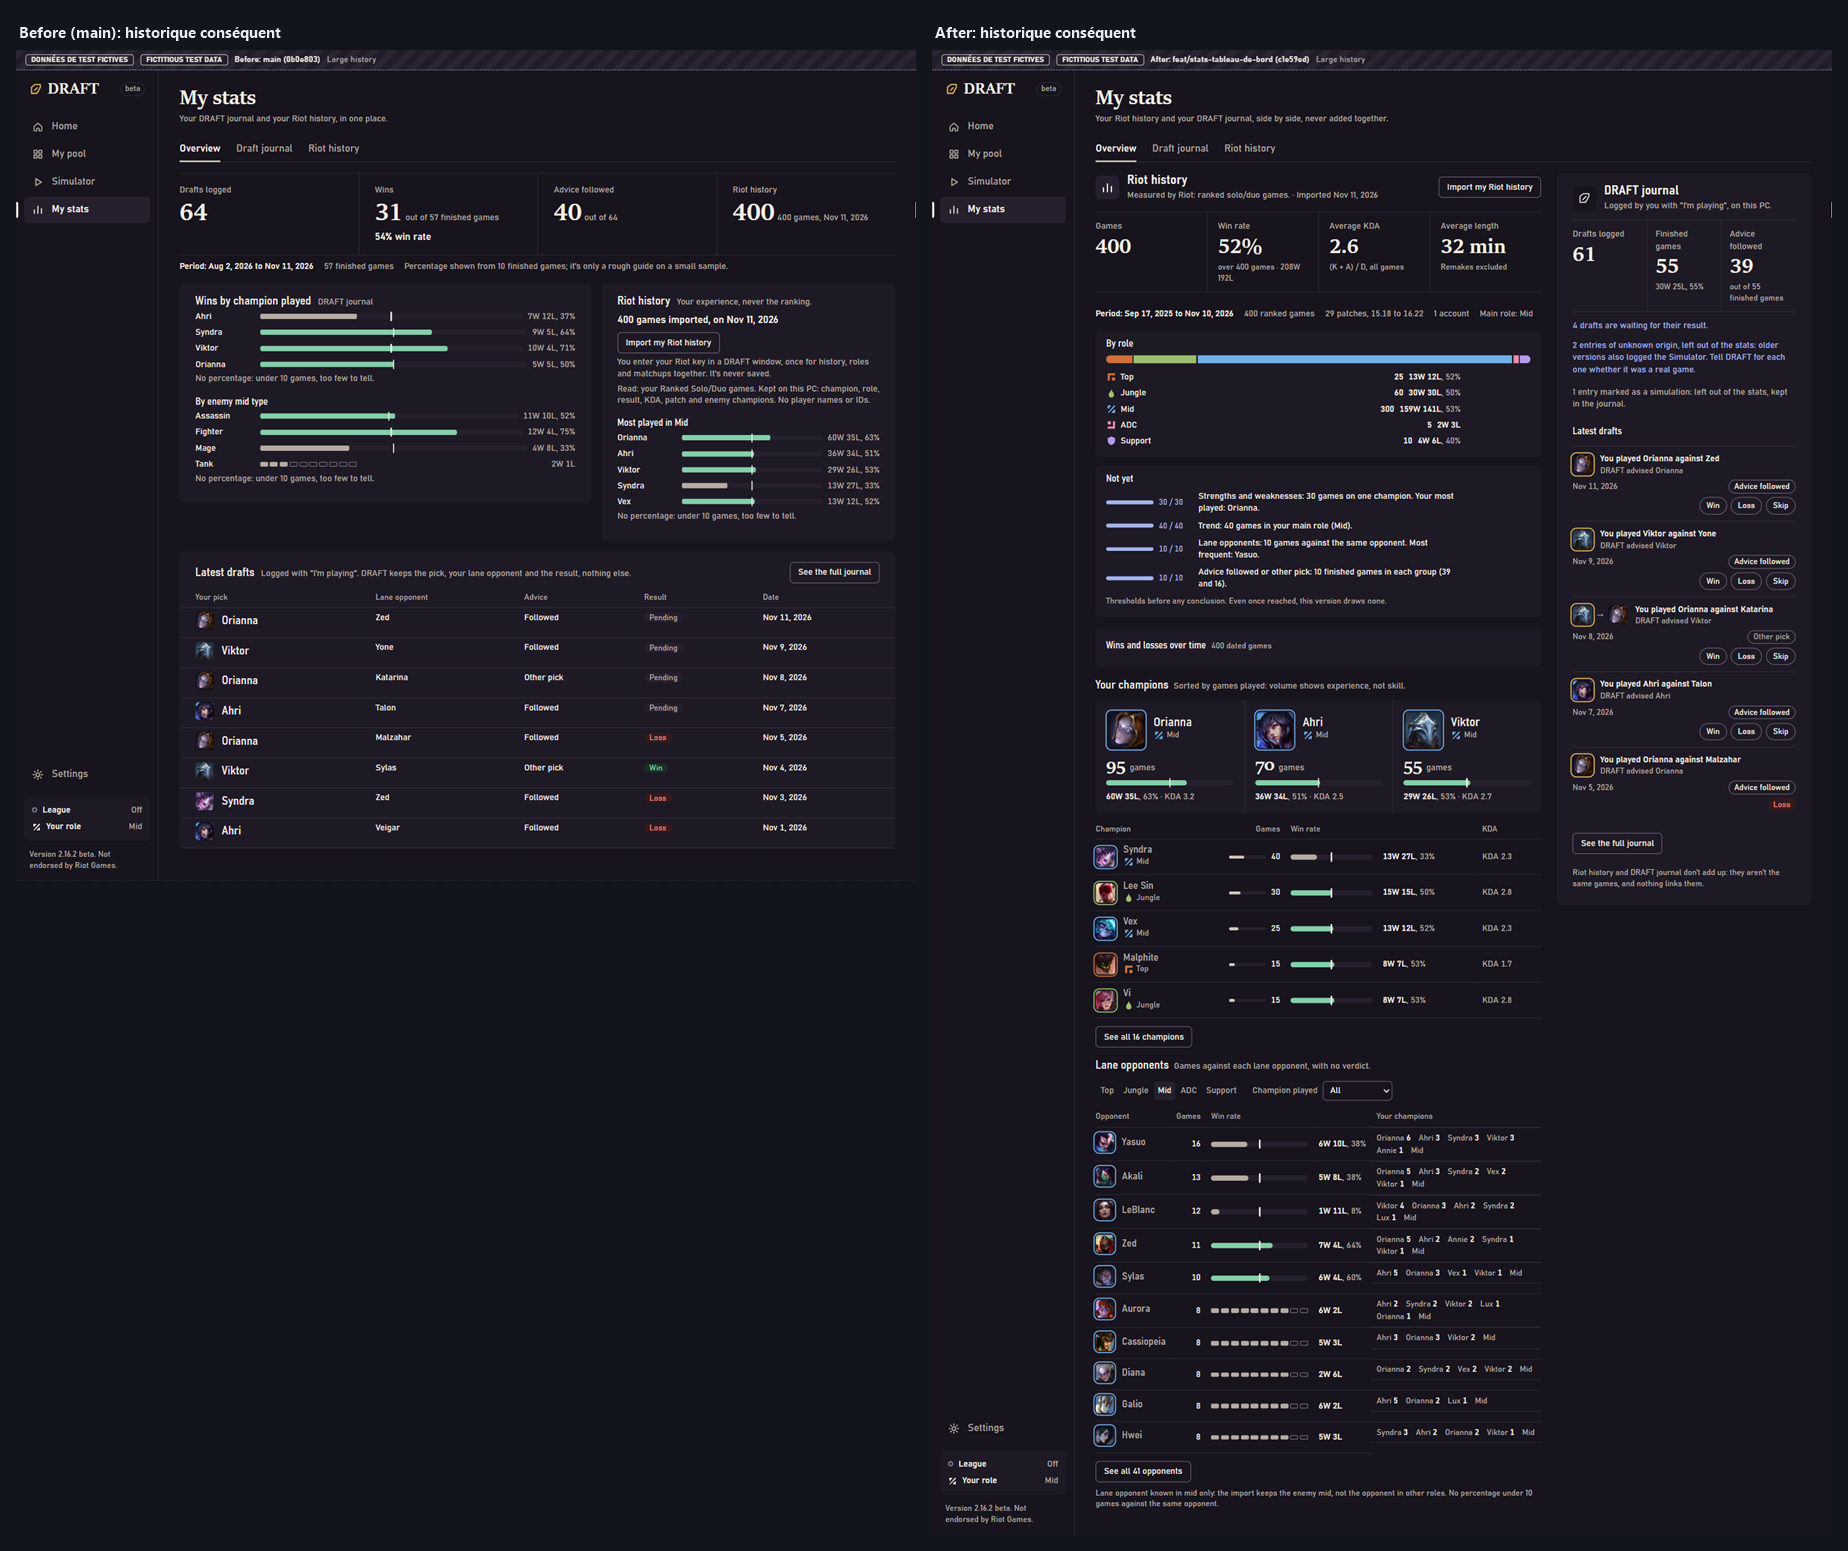 Before (main): historique conséquent
DONNÉES DE TEST FICTIVES FICTITIOUS TEST DATA Before: main (0b0e803) Large history
DRAFT beta
Home
My pool
Simulator
My stats
Settings
League Off
Your role Mid
Version 2.16.2 beta. Not
endorsed by Riot Games.
My stats
Your DRAFT journal and your Riot history, in one place.
Overview Draft journal Riot history
Drafts logged
64
Wins
31 out of 57 finished games
54% win rate
Advice followed
40 out of 64
Riot history
400 400 games, Nov 11, 2026
Period: Aug 2, 2026 to Nov 11, 2026 57 finished games Percentage shown from 10 finished games; it's only a rough guide on a small sample.
Wins by champion played DRAFT journal
Ahri 7W 12L, 37%
Syndra 9W 5L, 64%
Viktor 10W 4L, 71%
Orianna 5W 5L, 50%
No percentage: under 10 games, too few to tell.
By enemy mid type
Assassin 11W 10L, 52%
Fighter 12W 4L, 75%
Mage 4W 8L, 33%
Tank 2W 1L
No percentage: under 10 games, too few to tell.
Riot history Your experience, never the ranking.
400 games imported, on Nov 11, 2026
Import my Riot history
You enter your Riot key in a DRAFT window, once for history, roles
and matchups together. It's never saved.
Read: your Ranked Solo/Duo games. Kept on this PC: champion, role,
result, KDA, patch and enemy champions. No player names or IDs.
Most played in Mid
Orianna 60W 35L, 63%
Ahri 36W 34L, 51%
Viktor 29W 26L, 53%
Syndra 13W 27L, 33%
Vex 13W 12L, 52%
No percentage: under 10 games, too few to tell.
Latest drafts Logged with "I'm playing". DRAFT keeps the pick, your lane opponent and the result, nothing else. See the full journal
Your pick Lane opponent Advice Result Date
Orianna Zed Followed Pending Nov 11, 2026
Viktor Yone Followed Pending Nov 9, 2026
Orianna Katarina Other pick Pending Nov 8, 2026
Ahri Talon Followed Pending Nov 7, 2026
Orianna Malzahar Followed Loss Nov 5, 2026
Viktor Sylas Other pick Win Nov 4, 2026
Syndra Zed Followed Loss Nov 3, 2026
Ahri Veigar Followed Loss Nov 1, 2026
After: historique conséquent
DONNÉES DE TEST FICTIVES FICTITIOUS TEST DATA After: feat/stats-tableau-de-bord (c1e59ed) Large history
DRAFT beta
Home
My pool
Simulator
My stats
Settings
League Off
Your role Mid
Version 2.16.2 beta. Not
endorsed by Riot Games.
My stats
Your Riot history and your DRAFT journal, side by side, never added together.
Overview Draft journal Riot history
Riot history
Measured by Riot: ranked solo/duo games. · Imported Nov 11, 2026
Import my Riot history
Games
400
Win rate
52%
over 400 games · 208W
192L
Average KDA
2.6
(K + A) / D, all games
Average length
32 min
Remakes excluded
Period: Sep 17, 2025 to Nov 10, 2026 400 ranked games 29 patches, 15.18 to 16.22 1 account Main role: Mid
By role
Top 25 13W 12L, 52%
Jungle 60 30W 30L, 50%
Mid 300 159W 141L, 53%
ADC 5 2W 3L
Support 10 4W 6L, 40%
Not yet
30 / 30 Strengths and weaknesses: 30 games on one champion. Your most
played: Orianna.
40 / 40 Trend: 40 games in your main role (Mid).
10 / 10 Lane opponents: 10 games against the same opponent. Most
frequent: Yasuo.
10 / 10 Advice followed or other pick: 10 finished games in each group (39
and 16).
Thresholds before any conclusion. Even once reached, this version draws none.
Wins and losses over time 400 dated games
Your champions Sorted by games played: volume shows experience, not skill.
Orianna
Mid
95 games
60W 35L, 63% · KDA 3.2
Ahri
Mid
70 games
36W 34L, 51% · KDA 2.5
Viktor
Mid
55 games
29W 26L, 53% · KDA 2.7
Champion Games Win rate KDA
Syndra
Mid
40 13W 27L, 33% KDA 2.3
Lee Sin
Jungle
30 15W 15L, 50% KDA 2.8
Vex
Mid
25 13W 12L, 52% KDA 2.3
Malphite
Top
15 8W 7L, 53% KDA 1.7
Vi
Jungle
15 8W 7L, 53% KDA 2.8
See all 16 champions
Lane opponents Games against each lane opponent, with no verdict.
Top Jungle Mid ADC Support Champion played All
Opponent Games Win rate Your champions
Yasuo 16 6W 10L, 38% Orianna 6 Ahri 3 Syndra 3 Viktor 3
Annie 1 Mid
Akali 13 5W 8L, 38% Orianna 5 Ahri 3 Syndra 2 Vex 2
Viktor 1 Mid
LeBlanc 12 1W 11L, 8% Viktor 4 Orianna 3 Ahri 2 Syndra 2
Lux 1 Mid
Zed 11 7W 4L, 64% Orianna 5 Ahri 2 Annie 2 Syndra 1
Viktor 1 Mid
Sylas 10 6W 4L, 60% Ahri 5 Orianna 3 Vex 1 Viktor 1 Mid
Aurora 8 6W 2L Ahri 2 Syndra 2 Viktor 2 Lux 1
Orianna 1 Mid
Cassiopeia 8 5W 3L Ahri 3 Orianna 3 Viktor 2 Mid
Diana 8 2W 6L Orianna 2 Syndra 2 Vex 2 Viktor 2 Mid
Galio 8 6W 2L Ahri 5 Orianna 2 Lux 1 Mid
Hwei 8 5W 3L Syndra 3 Ahri 2 Orianna 2 Viktor 1 Mid
See all 41 opponents
Lane opponent known in mid only: the import keeps the enemy mid, not the opponent in other roles. No percentage under 10
games against the same opponent.
DRAFT journal
Logged by you with "I'm playing", on this PC.
Drafts logged
61
Finished
games
55
30W 25L, 55%
Advice
followed
39
out of 55
finished games
4 drafts are waiting for their result.
2 entries of unknown origin, left out of the stats: older
versions also logged the Simulator. Tell DRAFT for each
one whether it was a real game.
1 entry marked as a simulation: left out of the stats, kept
in the journal.
Latest drafts
You played Orianna against Zed
DRAFT advised Orianna
Nov 11, 2026 Advice followed
Win Loss Skip
You played Viktor against Yone
DRAFT advised Viktor
Nov 9, 2026 Advice followed
Win Loss Skip
You played Orianna against Katarina
DRAFT advised Viktor
Nov 8, 2026 Other pick
Win Loss Skip
You played Ahri against Talon
DRAFT advised Ahri
Nov 7, 2026 Advice followed
Win Loss Skip
You played Orianna against Malzahar
DRAFT advised Orianna
Nov 5, 2026 Advice followed
Loss
See the full journal
Riot history and DRAFT journal don't add up: they aren't the
same games, and nothing links them.